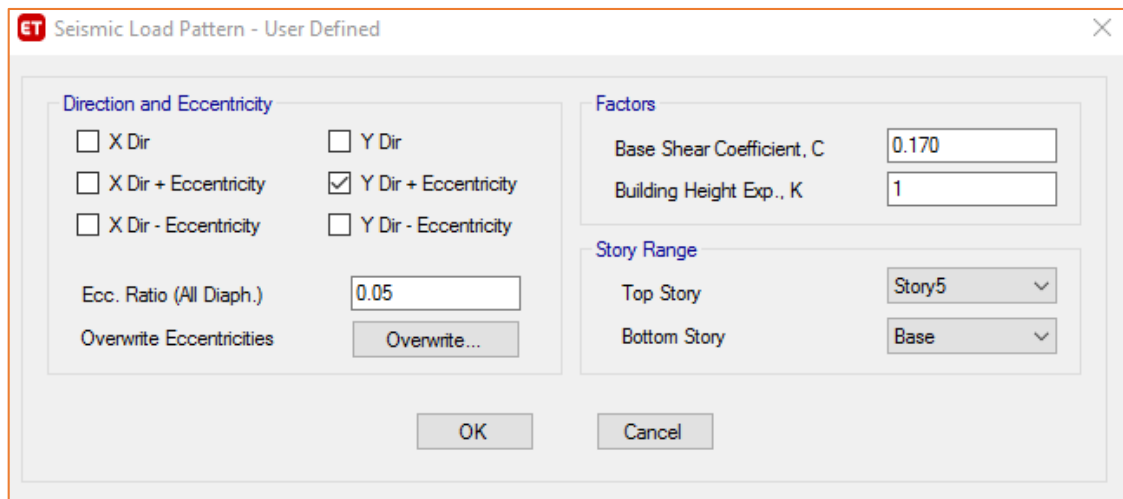 ET Seismic Load Pattern - User Defined
Direction and Eccentricity
X Dir
Y Dir
X Dir + Eccentricity
Y Dir + Eccentricity
X Dir - Eccentricity
Y Dir - Eccentricity
Ecc. Ratio (All Diaph.)
0.05
Overwrite Eccentricities
Overwrite...
Factors
Base Shear Coefficient, C
0.170
Building Height Exp., K
1
Story Range
Top Story
Story5
Bottom Story
Base
OK
Cancel